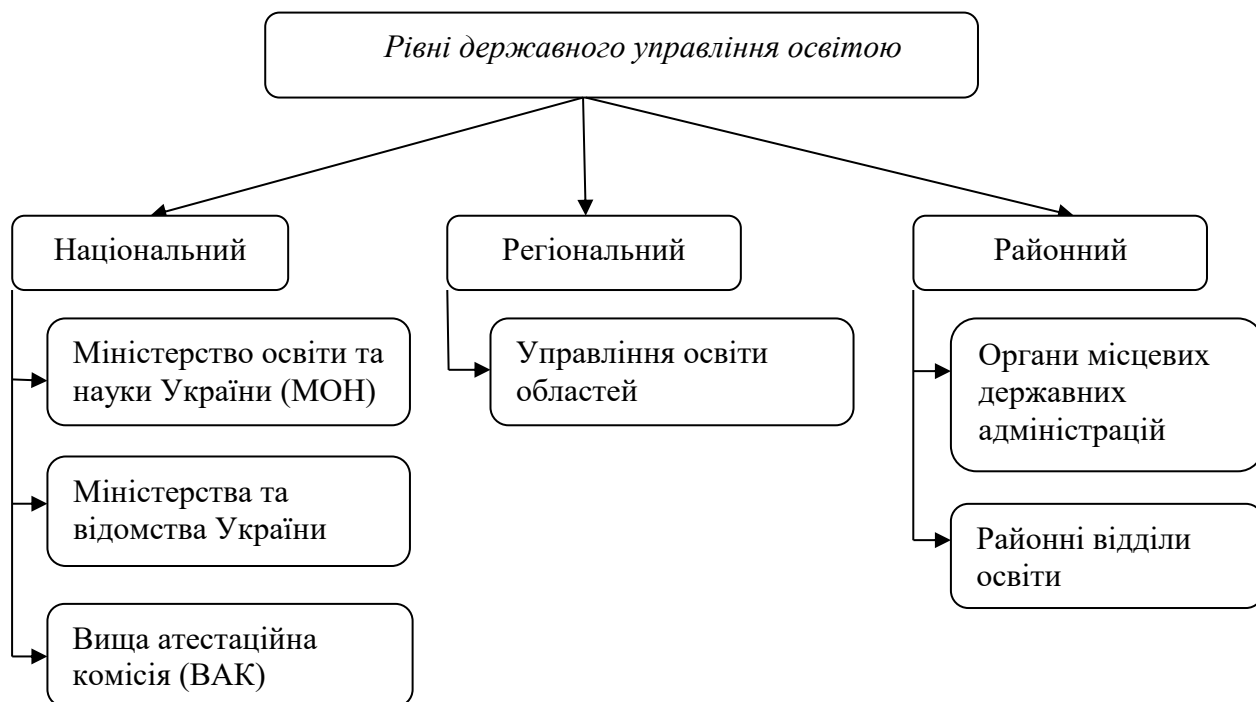 Рівні державного управління освітою
Національний
Регіональний
Районний
Міністерство освіти та
науки України (МОН)
Міністерства та
відомства України
Вища атестаційна
комісія (ВАК)
Управління освіти
областей
Органи місцевих
державних
адміністрацій
Районні відділи
освіти